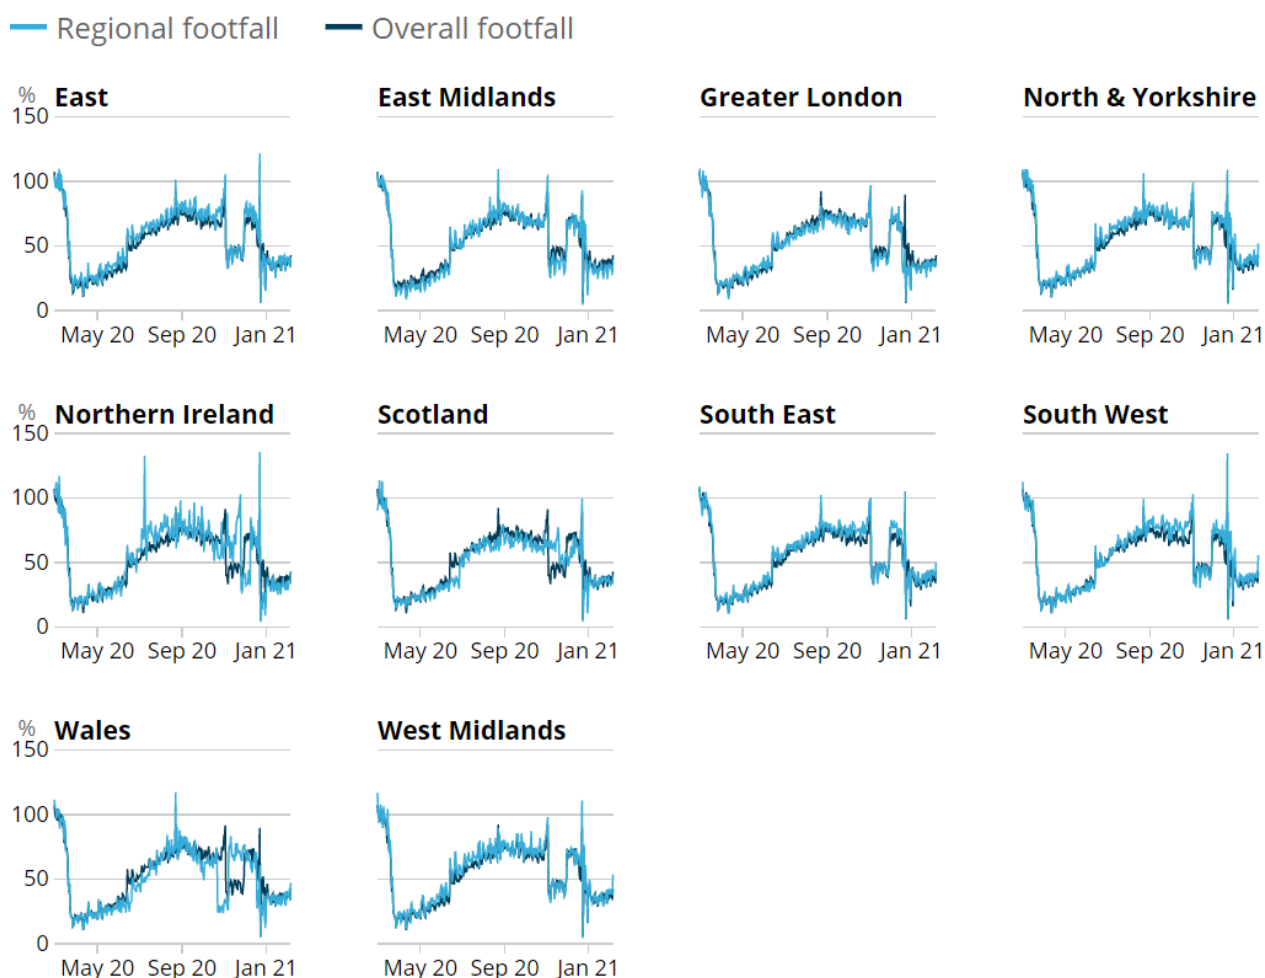 Regional footfall Overall footfall
% East East Midlands Greater London North & Yorkshire
150
100
50
0
May 20 Sep 20 Jan 21 May 20 Sep 20 Jan 21 May 20 Sep 20 Jan 21 May 20 Sep 20 Jan 21
% Northern Ireland Scotland South East South West
150
100
50
0
May 20 Sep 20 Jan 21 May 20 Sep 20 Jan 21 May 20 Sep 20 Jan 21 May 20 Sep 20 Jan 21
% Wales West Midlands
150
100
50
0
May 20 Sep 20 Jan 21 May 20 Sep 20 Jan 21